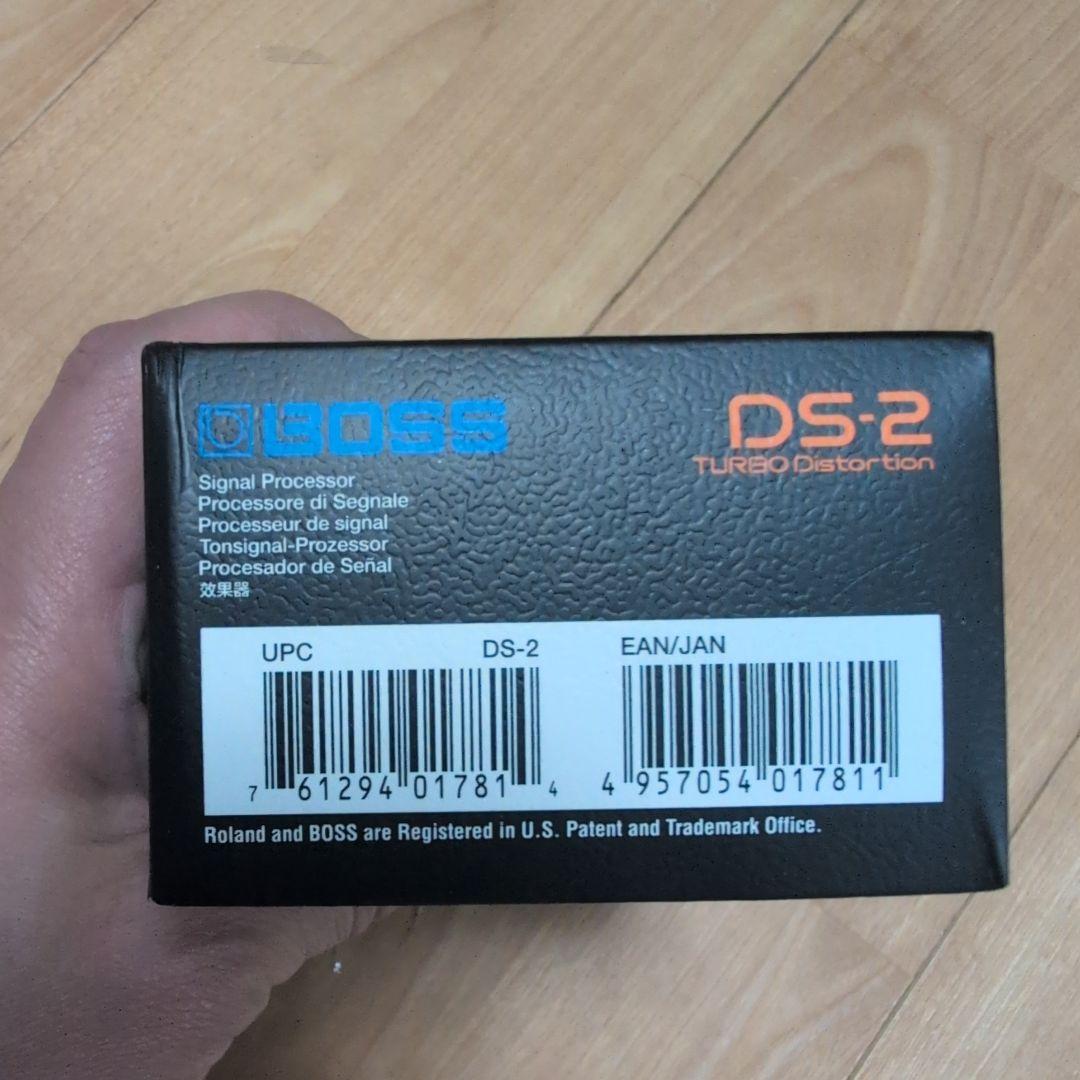 BOSS
DS-2
TURBO Distortion
Signal Processor
Processore di Segnale
Processeur de signal
Tonsignal-Prozessor
Procesador de Señal
效果器
UPC DS-2
7 61294 01781 4
EAN/JAN
4 957054 017811
Roland and BOSS are Registered in U.S. Patent and Trademark Office.